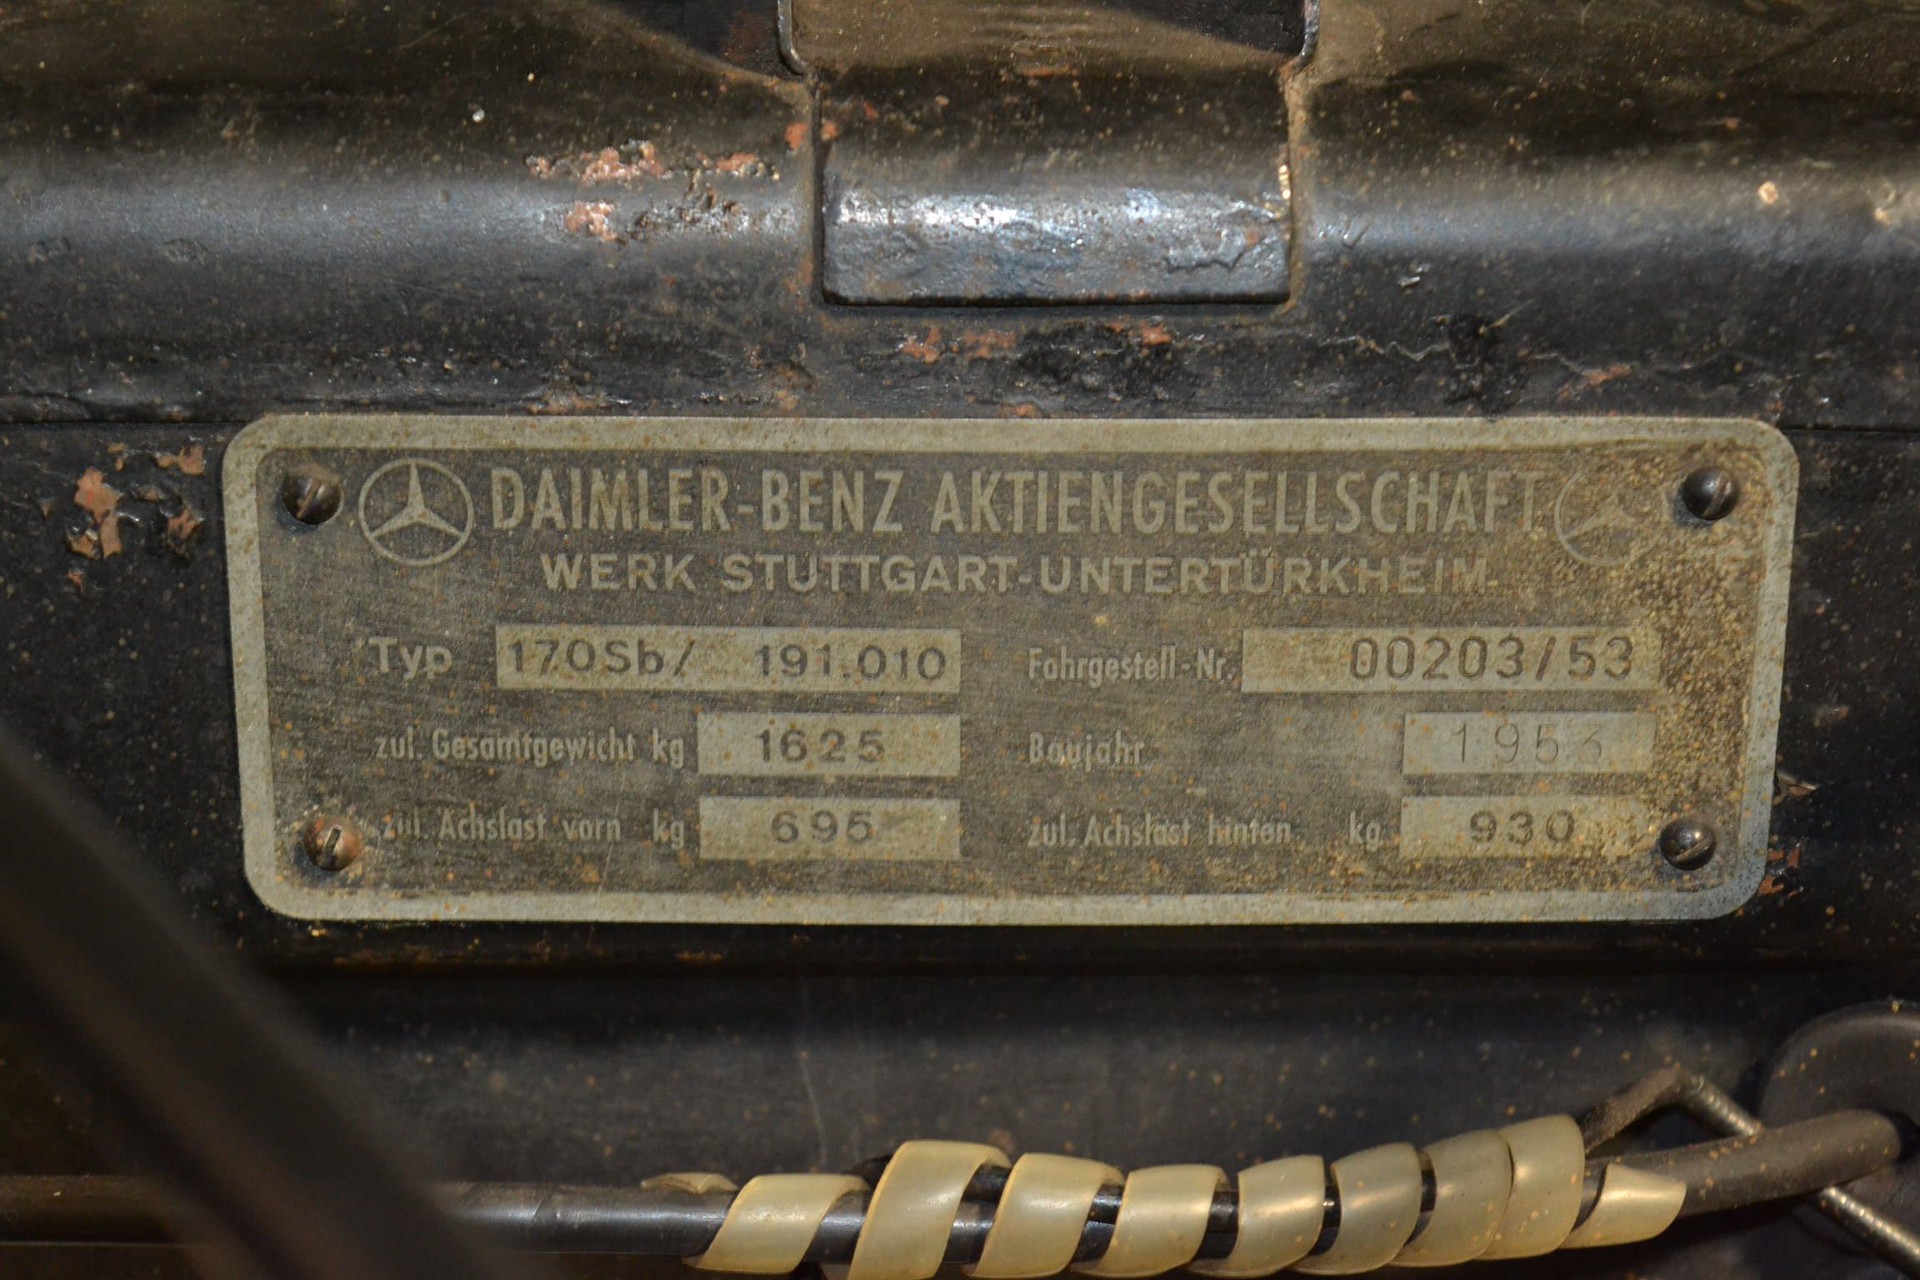 DAIMLER-BENZ AKTIENGESELLSCHAFT
WERK STUTTGART-UNTERTÜRKHEIM
Typ 170Sb/ 191.010 Fahrgestell-Nr. 00203/53
zul. Gesamtgewicht kg 1625 Baujahr 1953
zul. Achslast vorn kg 695 zul. Achslast hinten kg 930